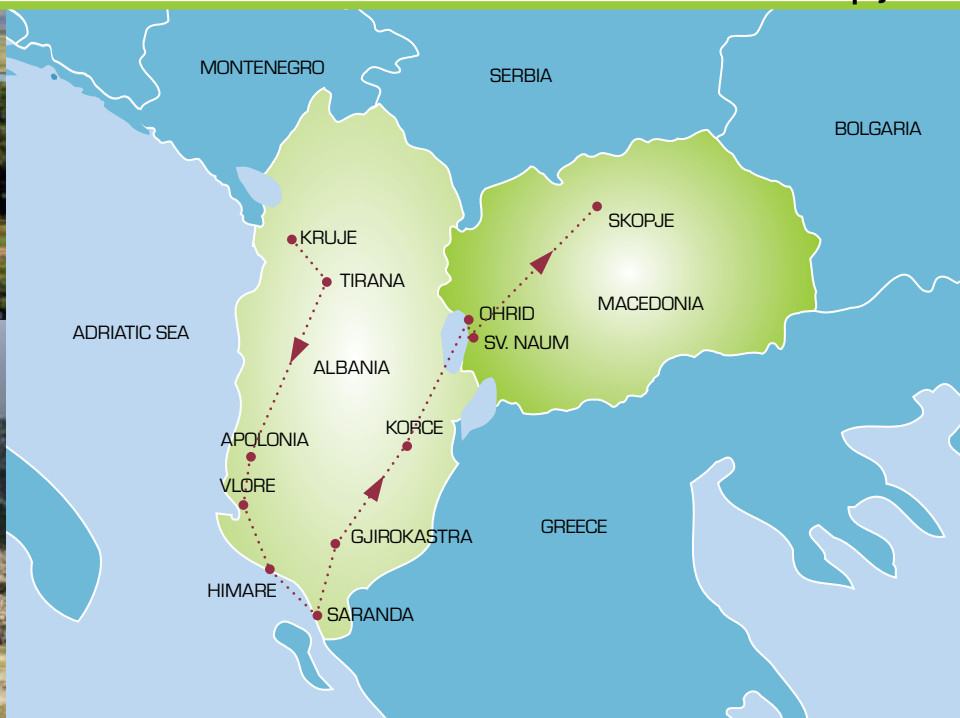 MONTENEGRO
SERBIA
BOLGARIA
SKOPJE
KRUJE
TIRANA
MACEDONIA
OHRID
ADRIATIC SEA
SV. NAUM
ALBANIA
KORCE
APOLONIA
VLORE
GREECE
GJIROKASTRA
HIMARE
SARANDA